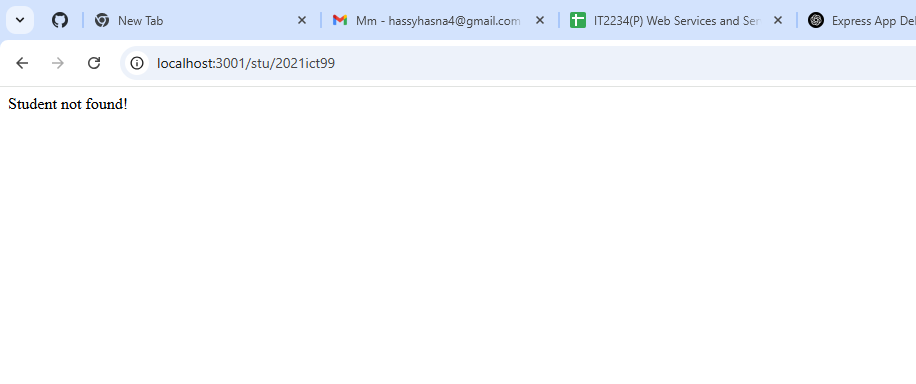 New Tab
Mm - hassyhasna4@gmail.com
IT2234(P) Web Services and Ser
Express App Del
localhost:3001/stu/2021ict99
Student not found!